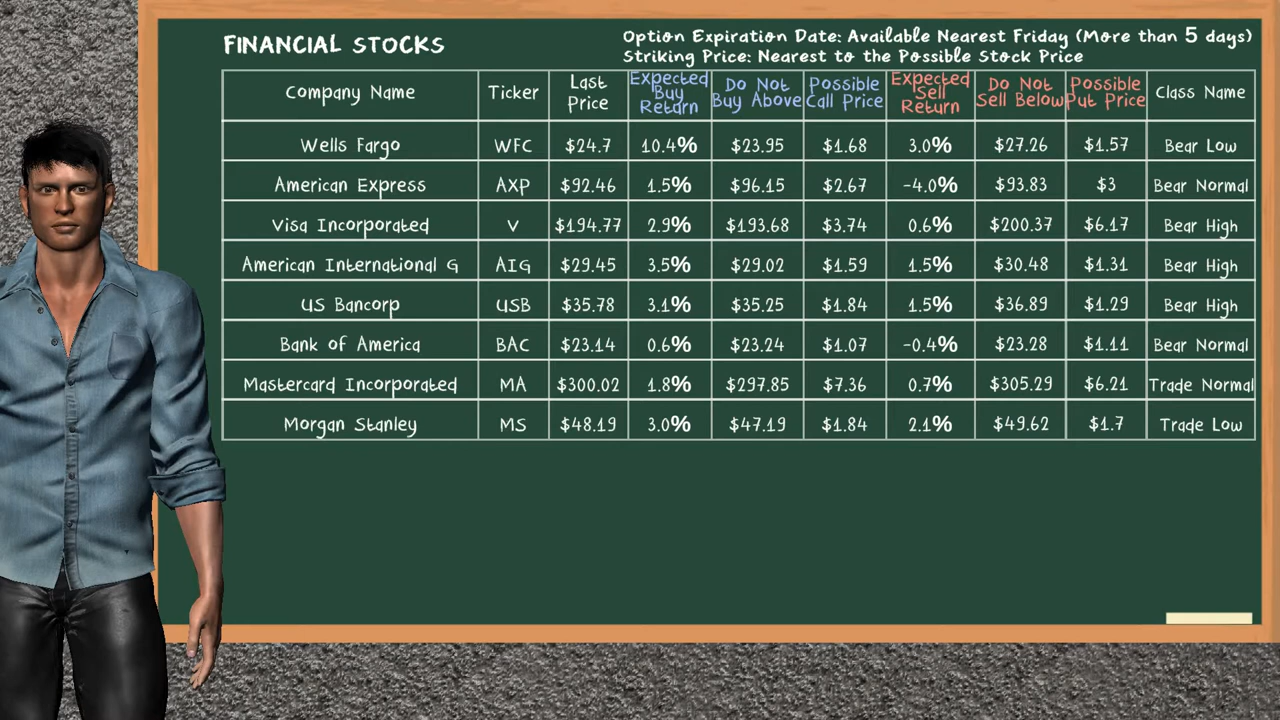 FINANCIAL STOCKS
Option Expiration Date: Available Nearest Friday (More than 5 days)
Striking Price: Nearest to the Possible Stock Price
Company Name Ticker Last Price Expected Buy Return Do Not Buy Above Possible Call Price Expected Sell Return Do Not Sell Below Possible Put Price Class Name
Wells Fargo WFC $24.7 10.4% $23.95 $1.68 3.0% $27.26 $1.57 Bear Low
American Express AXP $92.46 1.5% $96.15 $2.67 -4.0% $93.83 $3 Bear Normal
Visa Incorporated V $194.77 2.9% $193.68 $3.74 0.6% $200.37 $6.17 Bear High
American International G AIG $29.45 3.5% $29.02 $1.59 1.5% $30.48 $1.31 Bear High
US Bancorp USB $35.78 3.1% $35.25 $1.84 1.5% $36.89 $1.29 Bear High
Bank of America BAC $23.14 0.6% $23.24 $1.07 -0.4% $23.28 $1.11 Bear Normal
Mastercard Incorporated MA $300.02 1.8% $297.85 $7.36 0.7% $305.29 $6.21 Trade Normal
Morgan Stanley MS $48.19 3.0% $47.19 $1.84 2.1% $49.62 $1.7 Trade Low